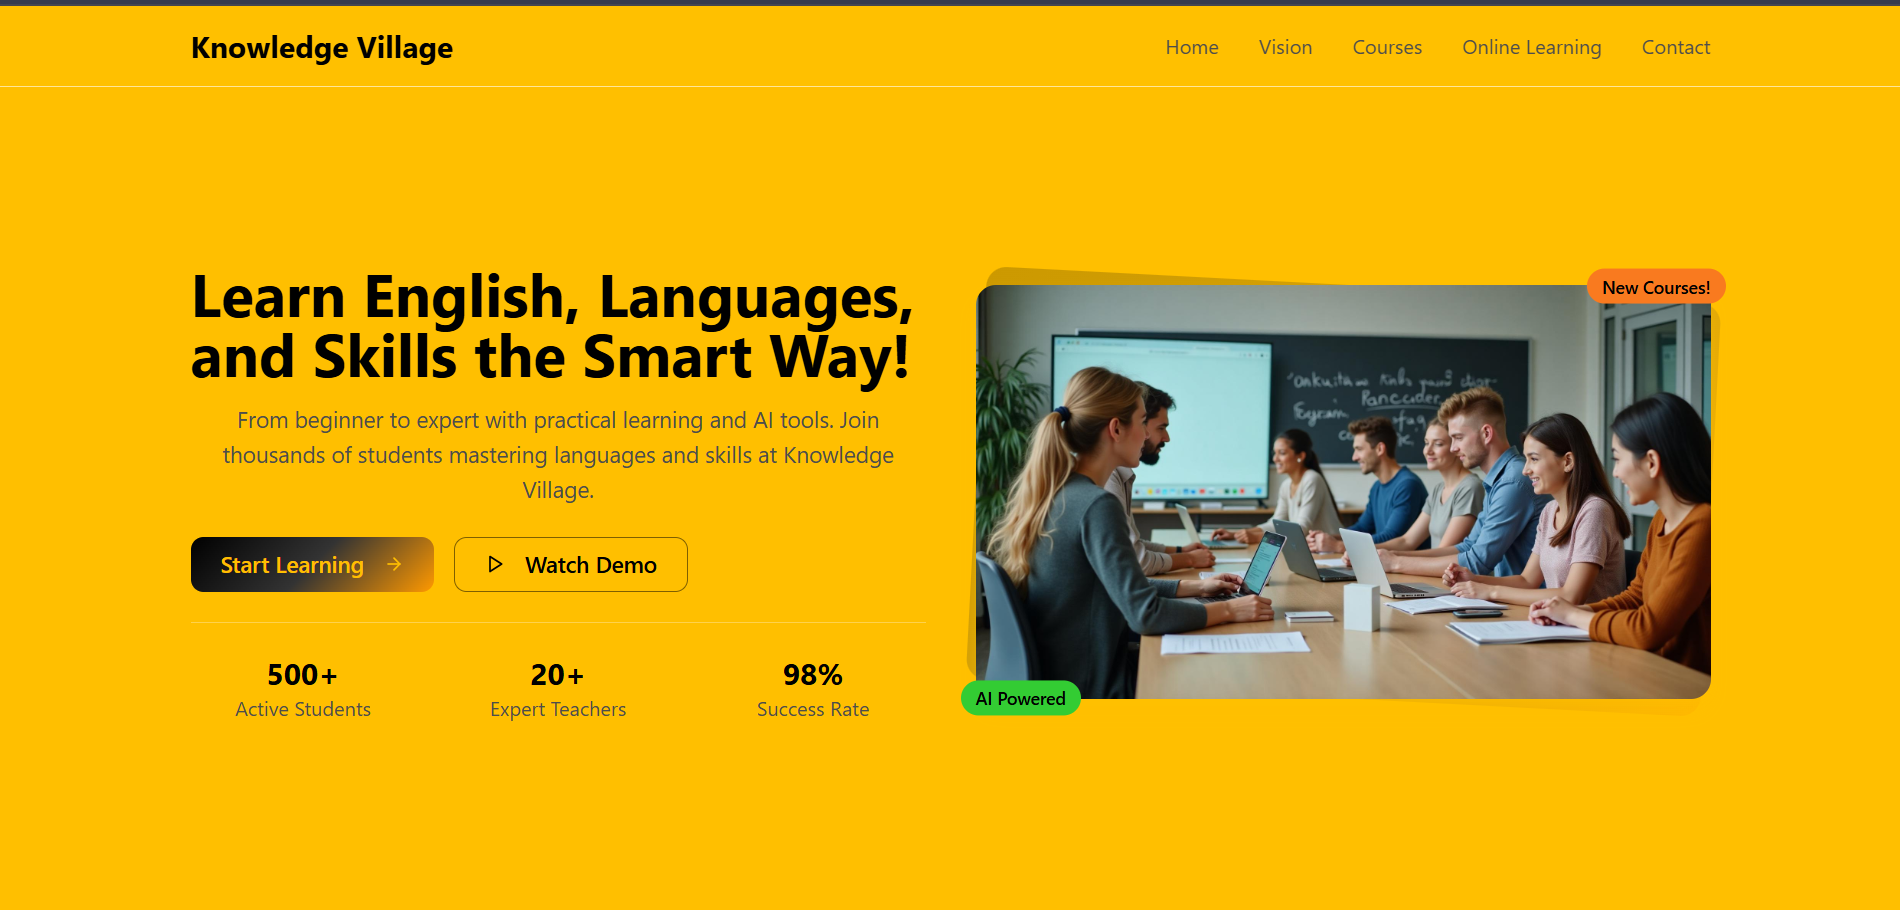 Knowledge Village
Home
Vision
Courses
Online Learning
Contact
Learn English, Languages,
and Skills the Smart Way!
From beginner to expert with practical learning and AI tools. Join
thousands of students mastering languages and skills at Knowledge
Village.
Start Learning
Watch Demo
500+
Active Students
20+
Expert Teachers
98%
Success Rate
New Courses!
AI Powered